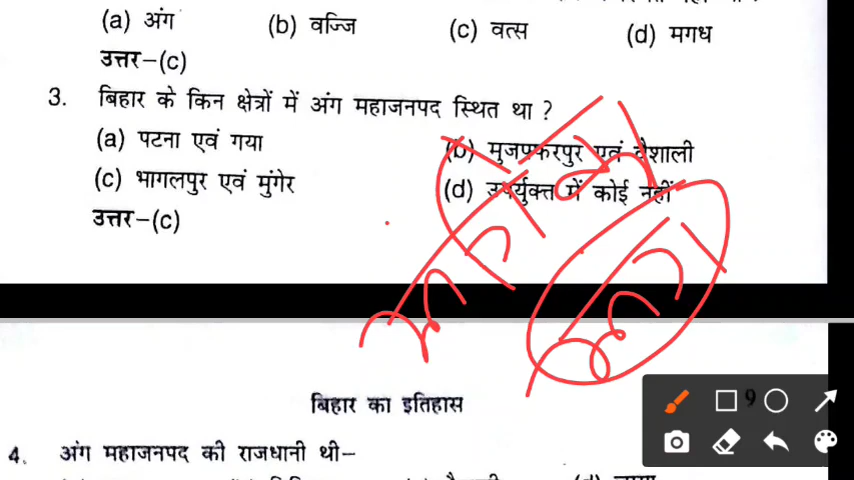 (a) अंग (b) वज्जि (c) वत्स (d) मगध
उत्तर–(c)
3. बिहार के किन क्षेत्रों में अंग महाजनपद स्थित था ?
(a) पटना एवं गया (b) मुजफ्फरपुर एवं वैशाली
(c) भागलपुर एवं मुंगेर (d) उपर्युक्त में कोई नहीं
उत्तर–(c)
बिहार का इतिहास 9
4. अंग महाजनपद की राजधानी थी–